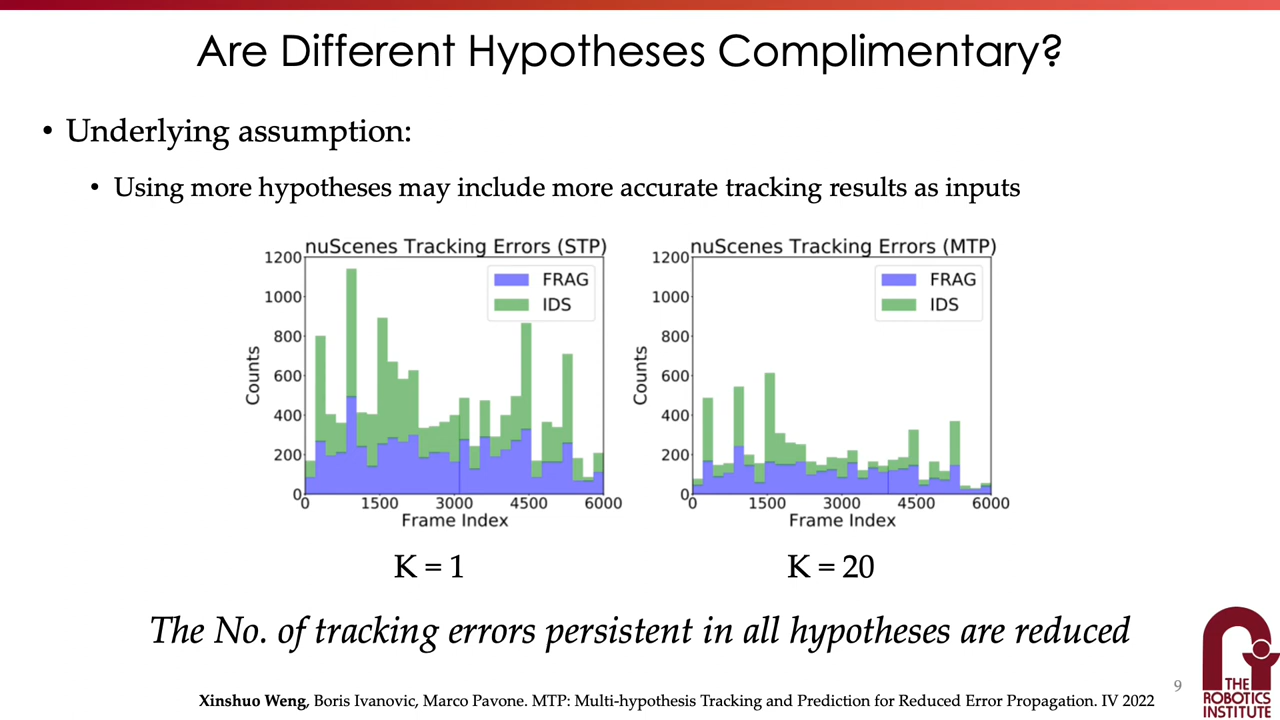 Are Different Hypotheses Complimentary?
• Underlying assumption:
• Using more hypotheses may include more accurate tracking results as inputs
nuScenes Tracking Errors (STP)
1200
1000
800
600
400
200
0
Counts
FRAG
IDS
0 1500 3000 4500 6000
Frame Index
K = 1
nuScenes Tracking Errors (MTP)
1200
1000
800
600
400
200
0
Counts
FRAG
IDS
0 1500 3000 4500 6000
Frame Index
K = 20
The No. of tracking errors persistent in all hypotheses are reduced
Xinshuo Weng, Boris Ivanovic, Marco Pavone. MTP: Multi-hypothesis Tracking and Prediction for Reduced Error Propagation. IV 2022
9
THE
ROBOTICS
INSTITUTE